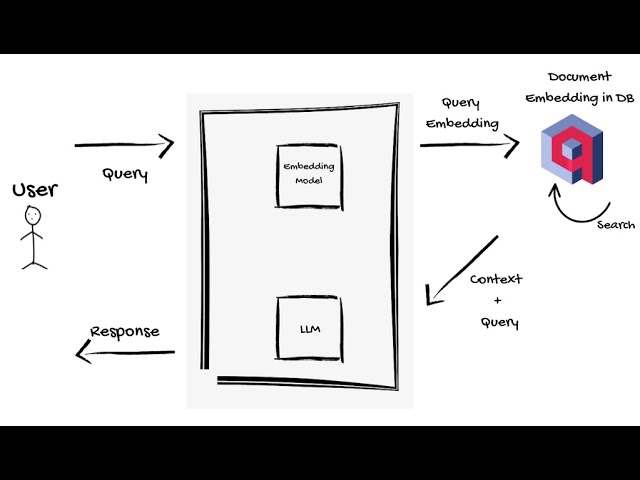 Document
Embedding in DB
Query
Embedding
Query
Embedding
Model
User
Search
Context
+
Query
Response
LLM